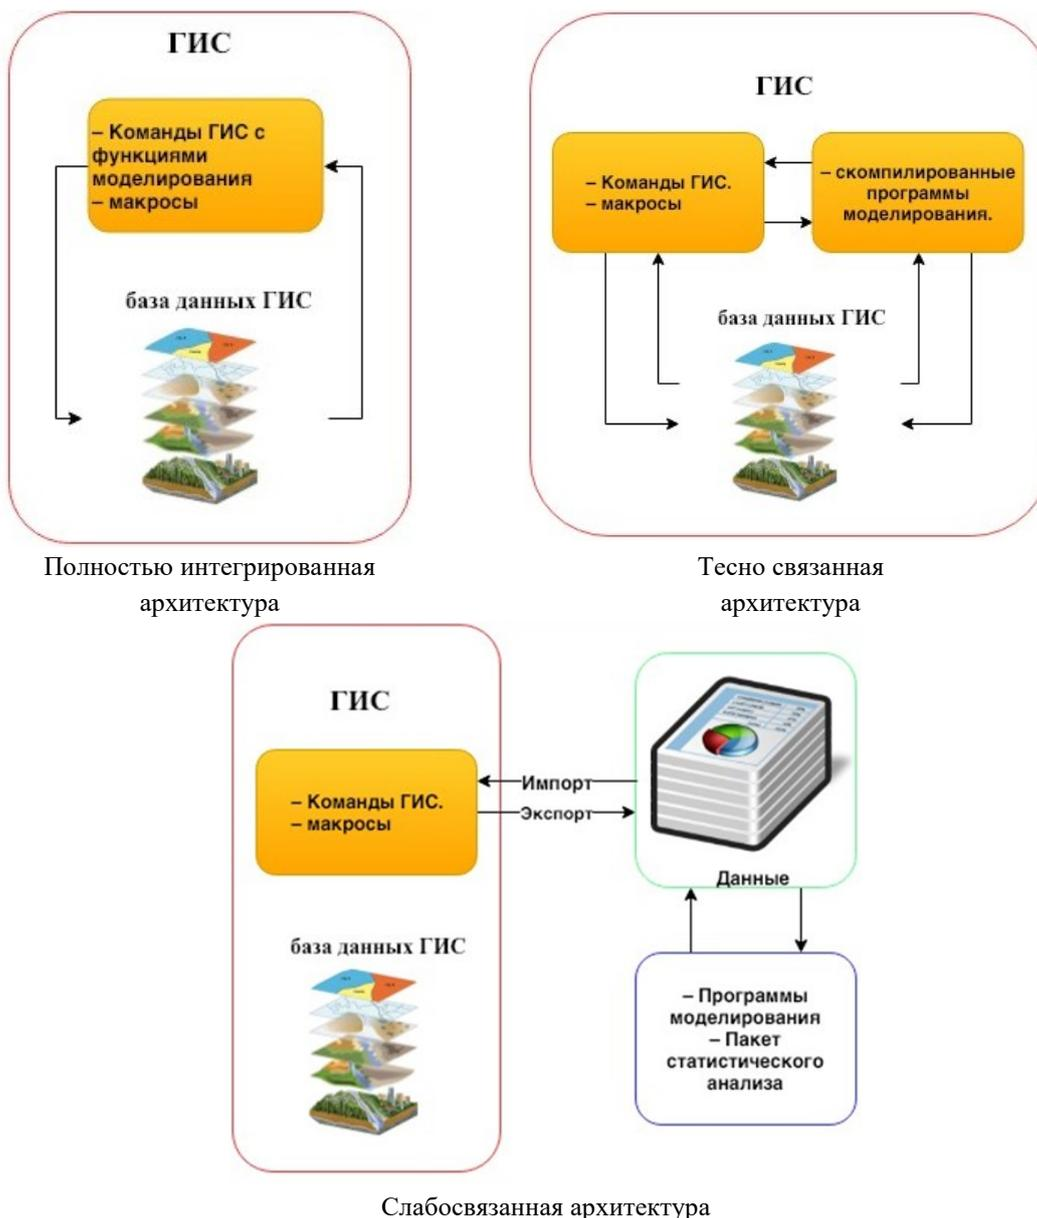 ГИС
– Команды ГИС с
функциями
моделирования
– макросы
база данных ГИС
Полностью интегрированная
архитектура
ГИС
– Команды ГИС.
– макросы
– скомпилированные
программы
моделирования.
база данных ГИС
Тесно связанная
архитектура
ГИС
– Команды ГИС.
– макросы
база данных ГИС
Импорт
Экспорт
Данные
– Программы
моделирования
– Пакет
статистического
анализа
Слабосвязанная архитектура